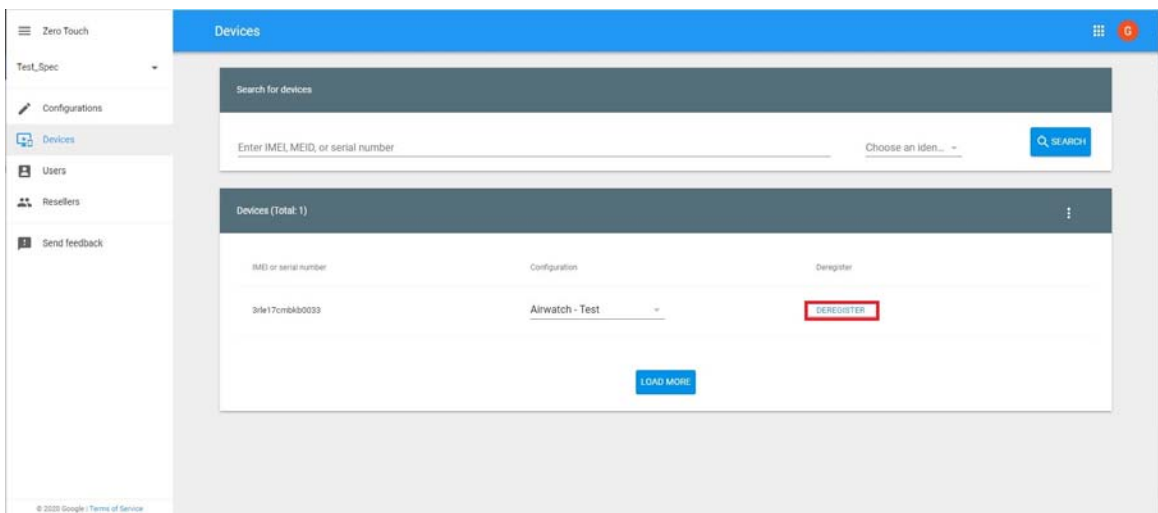 Zero Touch
Devices
G
Test_Spec
Configurations
Devices
Users
Resellers
Send feedback
Search for devices
Enter IMEI, MEID, or serial number
Choose an iden...
SEARCH
Devices (Total: 1)
IMEI or serial number
Configuration
Deregister
3rle17cmbkb0033
Airwatch - Test
DEREGISTER
LOAD MORE
© 2020 Google | Terms of Service